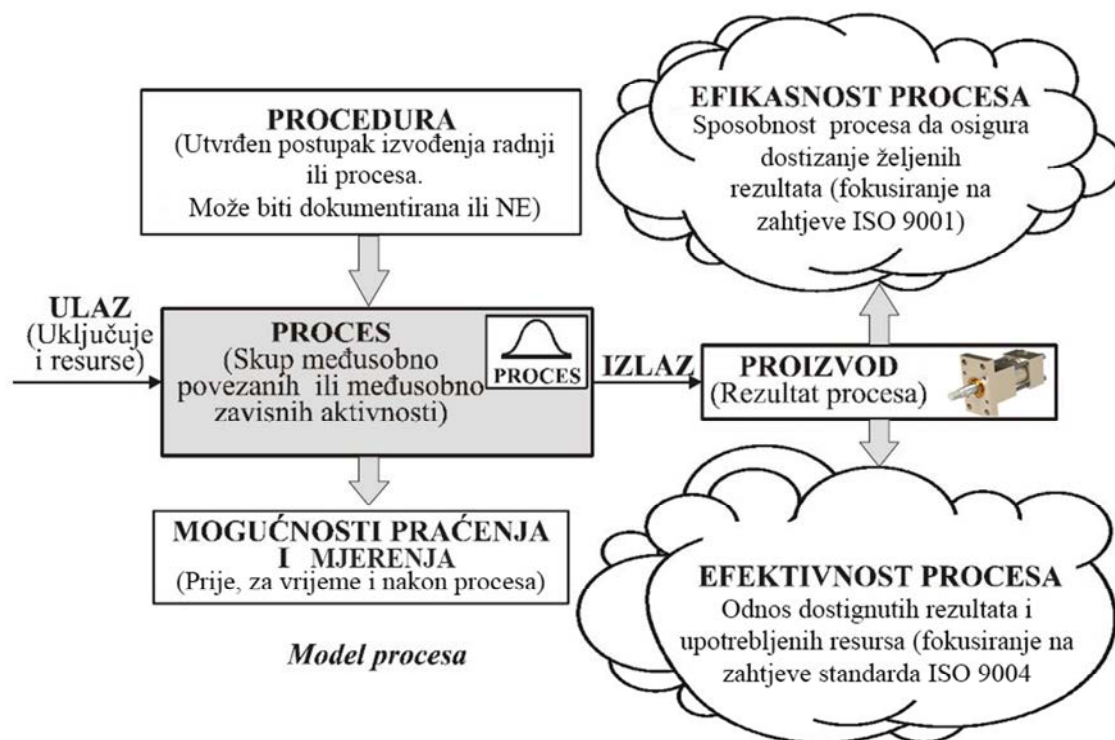 PROCEDURA
(Utvrđen postupak izvođenja radnji
ili procesa.
Može biti dokumentirana ili NE)
EFIKASNOST PROCESA
Sposobnost procesa da osigura
dostizanje željenih
rezultata (fokusiranje na
zahtjeve ISO 9001)
ULAZ
(Uključuje
i resurse)
PROCES
(Skup međusobno
povezanih ili međusobno
zavisnih aktivnosti)
PROCES
IZLAZ
PROIZVOD
(Rezultat procesa)
MOGUĆNOSTI PRAĆENJA
I MJERENJA
(Prije, za vrijeme i nakon procesa)
EFEKTIVNOST PROCESA
Odnos dostignutih rezultata i
upotrebljenih resursa (fokusiranje na
zahtjeve standarda ISO 9004
Model procesa